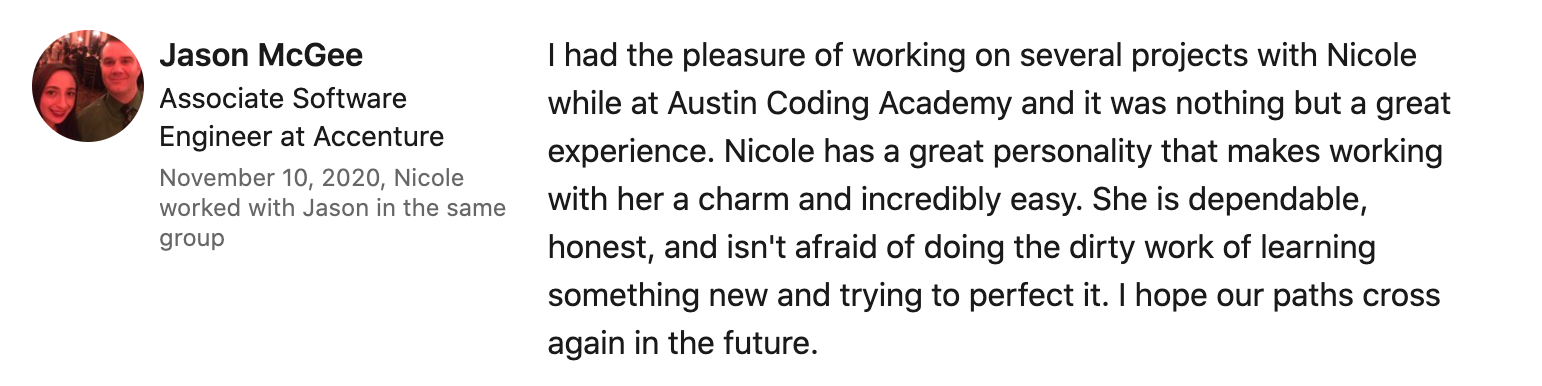 Jason McGee
Associate Software
Engineer at Accenture
November 10, 2020, Nicole
worked with Jason in the same
group
I had the pleasure of working on several projects with Nicole
while at Austin Coding Academy and it was nothing but a great
experience. Nicole has a great personality that makes working
with her a charm and incredibly easy. She is dependable,
honest, and isn't afraid of doing the dirty work of learning
something new and trying to perfect it. I hope our paths cross
again in the future.